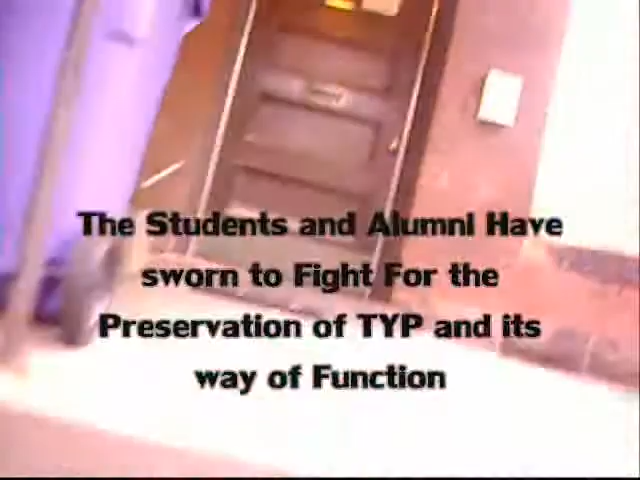 The Students and Alumni Have
sworn to Fight For the
Preservation of TYP and its
way of Function